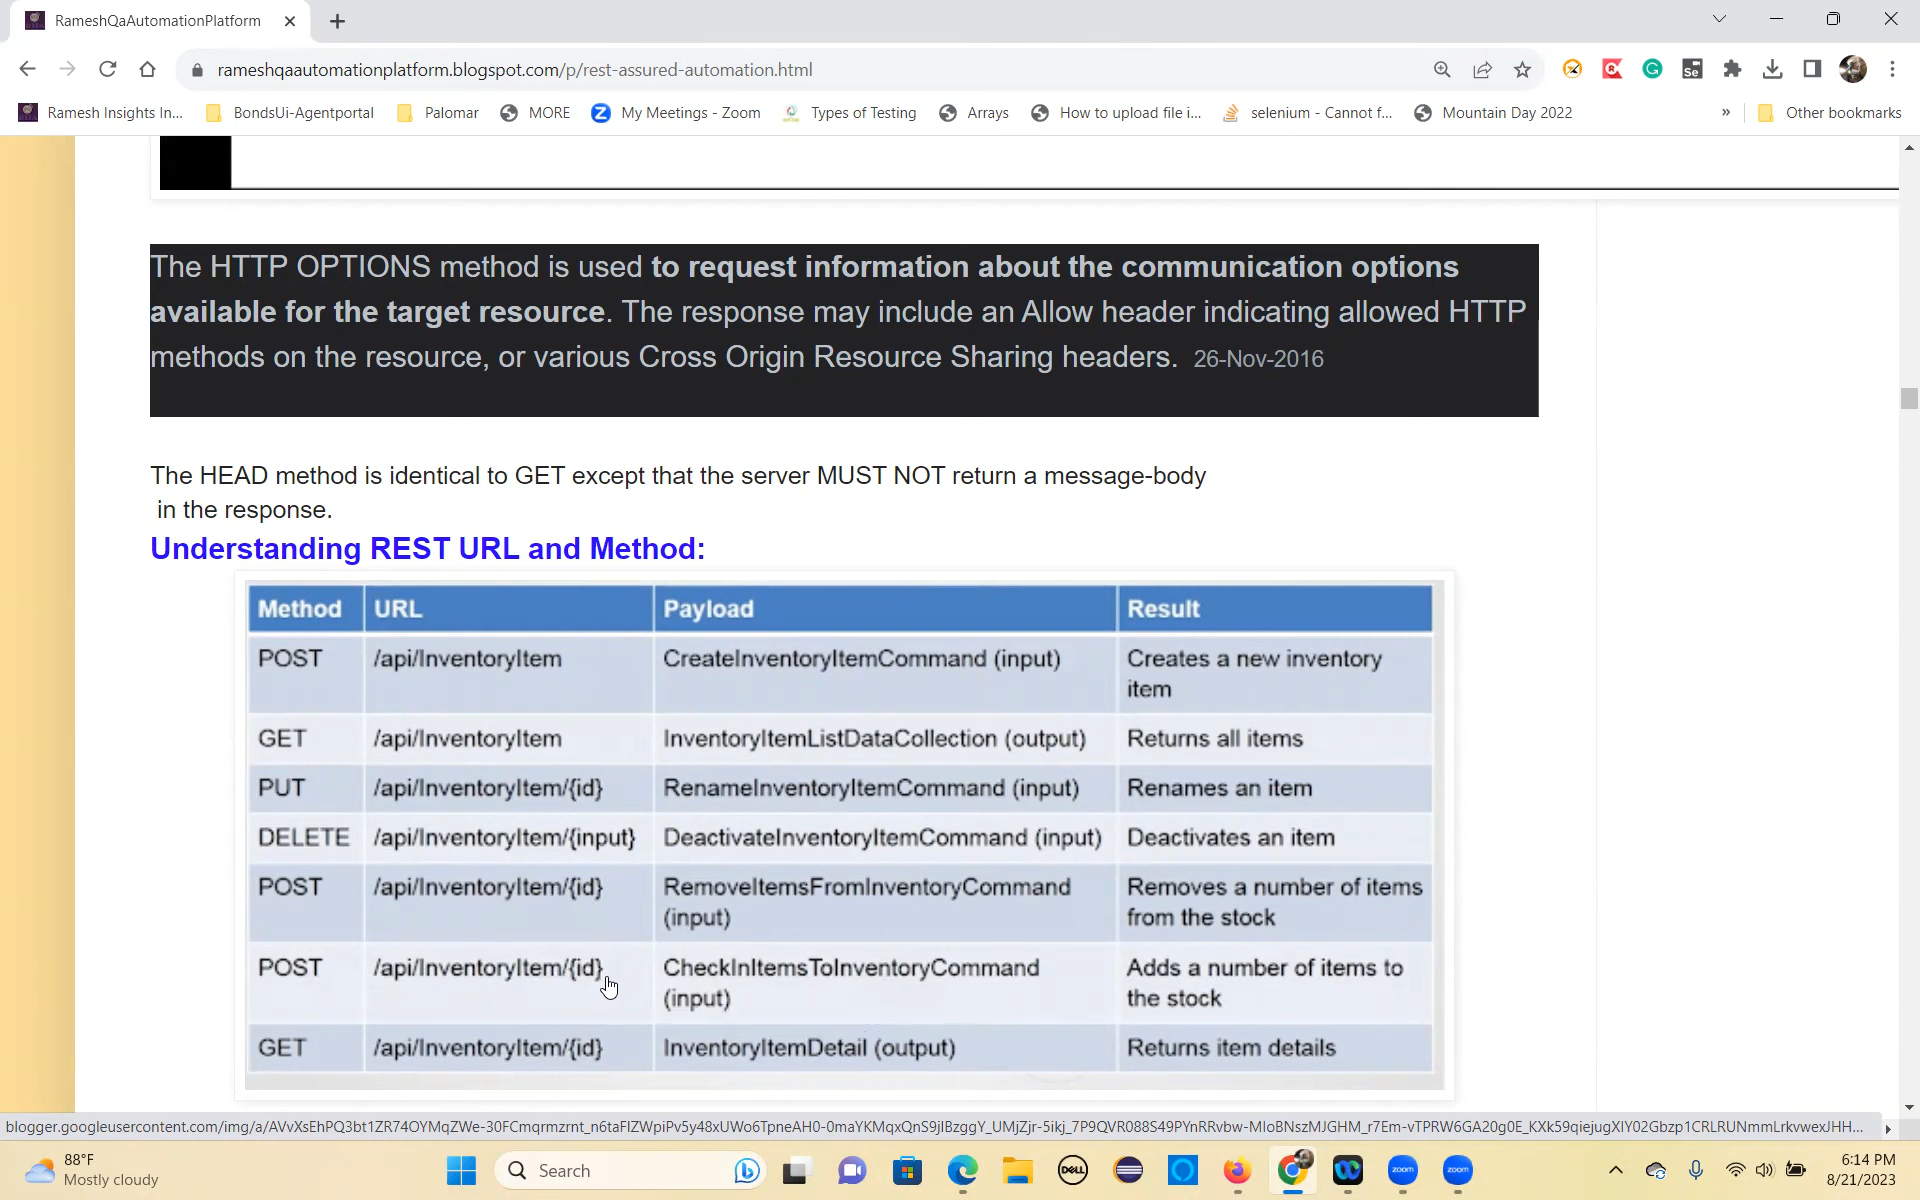 RameshQaAutomationPlatform
rameshqaautomationplatform.blogspot.com/p/rest-assured-automation.html
Ramesh Insights In... BondsUi-Agentportal Palomar MORE My Meetings - Zoom Types of Testing Arrays How to upload file i... selenium - Cannot f... Mountain Day 2022 » Other bookmarks
The HTTP OPTIONS method is used to request information about the communication options
available for the target resource. The response may include an Allow header indicating allowed HTTP
methods on the resource, or various Cross Origin Resource Sharing headers. 26-Nov-2016
The HEAD method is identical to GET except that the server MUST NOT return a message-body
in the response.
Understanding REST URL and Method:
Method URL Payload Result
POST /api/InventoryItem CreateInventoryItemCommand (input) Creates a new inventory
item
GET /api/InventoryItem InventoryItemListDataCollection (output) Returns all items
PUT /api/InventoryItem/{id} RenameInventoryItemCommand (input) Renames an item
DELETE /api/InventoryItem/{input} DeactivateInventoryItemCommand (input) Deactivates an item
POST /api/InventoryItem/{id} RemoveItemsFromInventoryCommand Removes a number of items
(input) from the stock
POST /api/InventoryItem/{id} CheckInItemsToInventoryCommand Adds a number of items to
(input) the stock
GET /api/InventoryItem/{id} InventoryItemDetail (output) Returns item details
88°F
Mostly cloudy
Search
DELL
zoom zoom
6:14 PM
8/21/2023